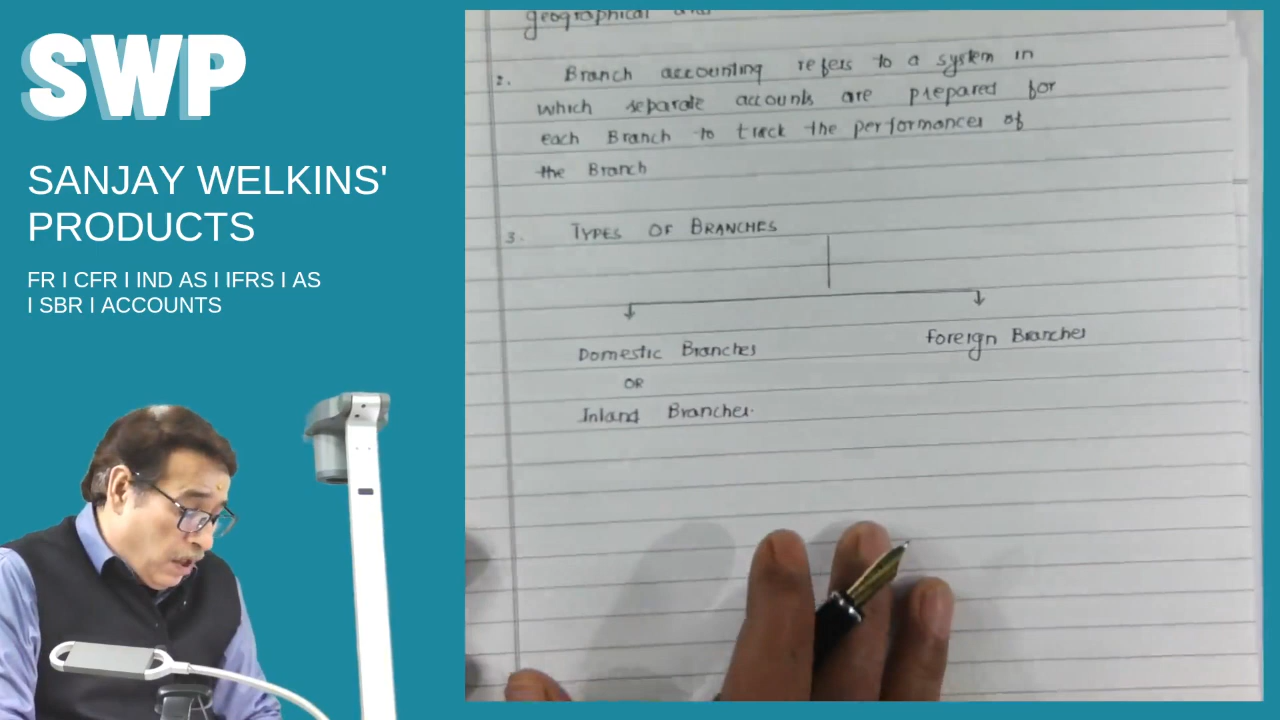 SWP
SANJAY WELKINS'
PRODUCTS
FR I CFR I IND AS I IFRS I AS
I SBR I ACCOUNTS
geographical
2. Branch accounting refers to a system in
which separate accounts are prepared for
each Branch to track the performances of
the Branch
3. TYPES OF BRANCHES
Domestic Branches
OR
Inland Branches.
foreign Branches